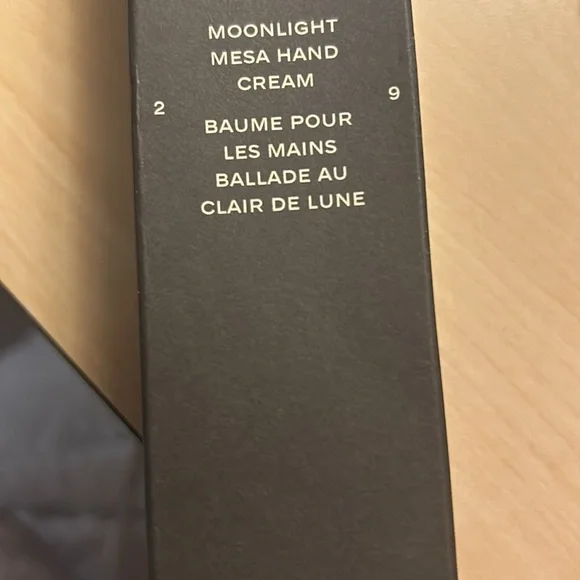 MOONLIGHT
MESA HAND
CREAM
2 9
BAUME POUR
LES MAINS
BALLADE AU
CLAIR DE LUNE